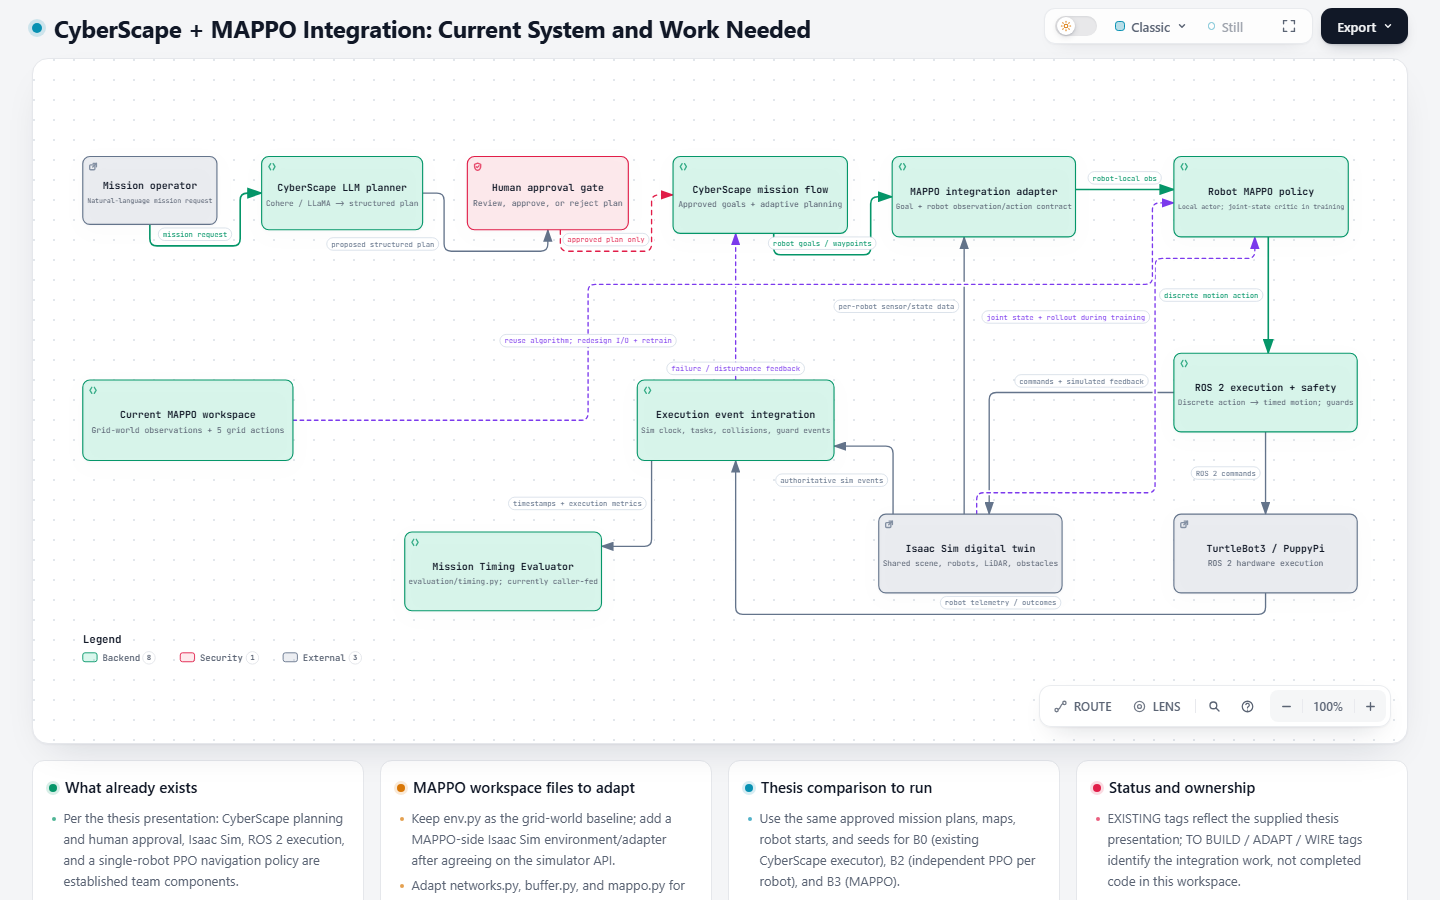 CyberScape + MAPPO Integration: Current System and Work Needed
Classic
Still
Export
Mission operator
Natural-language mission request
CyberScape LLM planner
Cohere / LLaMA → structured plan
Human approval gate
Review, approve, or reject plan
CyberScape mission flow
Approved goals + adaptive planning
MAPPO integration adapter
Goal + robot observation/action contract
robot-local obs
Robot MAPPO policy
Local actor; joint-state critic in training
mission request
proposed structured plan
approved plan only
robot goals / waypoints
discrete motion action
per-robot sensor/state data
joint state + rollout during training
reuse algorithm; redesign I/O + retrain
failure / disturbance feedback
commands + simulated feedback
Current MAPPO workspace
Grid-world observations + 5 grid actions
Execution event integration
Sim clock, tasks, collisions, guard events
ROS 2 execution + safety
Discrete action → timed motion; guards
authoritative sim events
ROS 2 commands
timestamps + execution metrics
Mission Timing Evaluator
evaluation/timing.py; currently caller-fed
Isaac Sim digital twin
Shared scene, robots, LiDAR, obstacles
TurtleBot3 / PuppyPi
ROS 2 hardware execution
robot telemetry / outcomes
Legend
Backend 8
Security 1
External 3
ROUTE
LENS
100%
What already exists
Per the thesis presentation: CyberScape planning
and human approval, Isaac Sim, ROS 2 execution,
and a single-robot PPO navigation policy are
established team components.
MAPPO workspace files to adapt
Keep env.py as the grid-world baseline; add a
MAPPO-side Isaac Sim environment/adapter
after agreeing on the simulator API.
Adapt networks.py, buffer.py, and mappo.py for
Thesis comparison to run
Use the same approved mission plans, maps,
robot starts, and seeds for B0 (existing
CyberScape executor), B2 (independent PPO per
robot), and B3 (MAPPO).
Status and ownership
EXISTING tags reflect the supplied thesis
presentation; TO BUILD / ADAPT / WIRE tags
identify the integration work, not completed
code in this workspace.